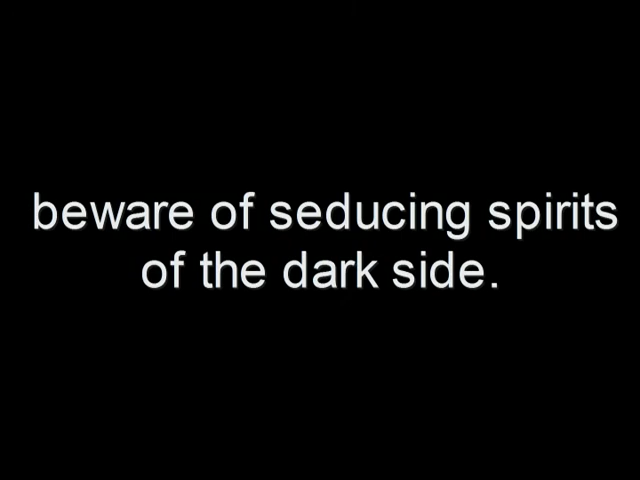 beware of seducing spirits
of the dark side.